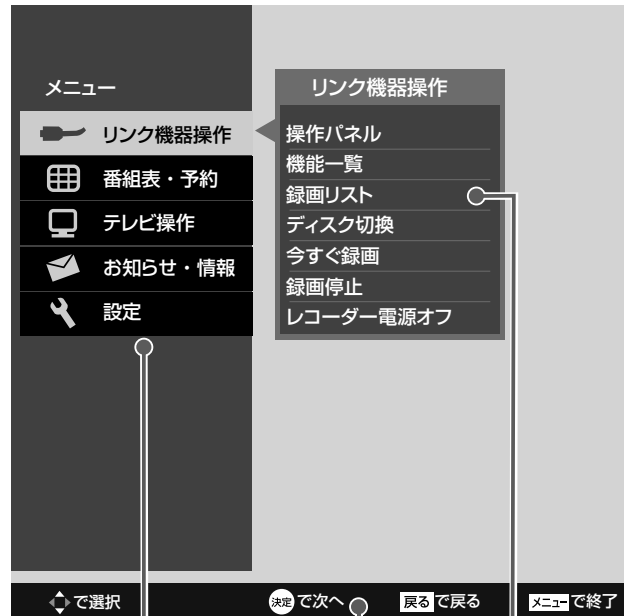 メニュー
リンク機器操作
番組表・予約
テレビ操作
お知らせ・情報
設定
リンク機器操作
操作パネル
機能一覧
録画リスト
ディスク切換
今すぐ録画
録画停止
レコーダー電源オフ
で選択 決定 で次へ 戻る で戻る メニュー で終了